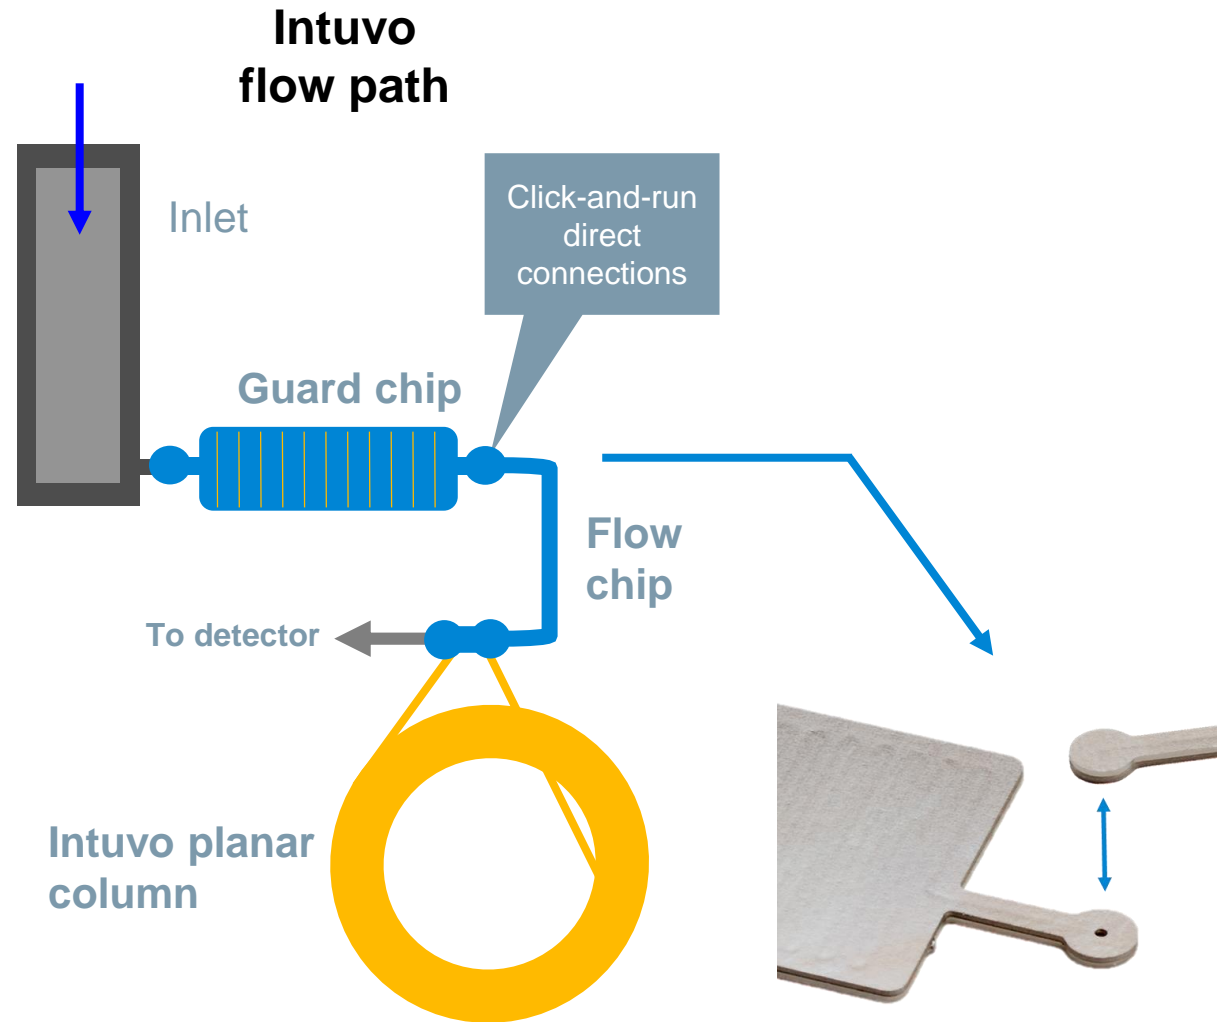 Intuvo
flow path
Inlet
Click-and-run
direct
connections
Guard chip
Flow
chip
To detector
Intuvo planar
column